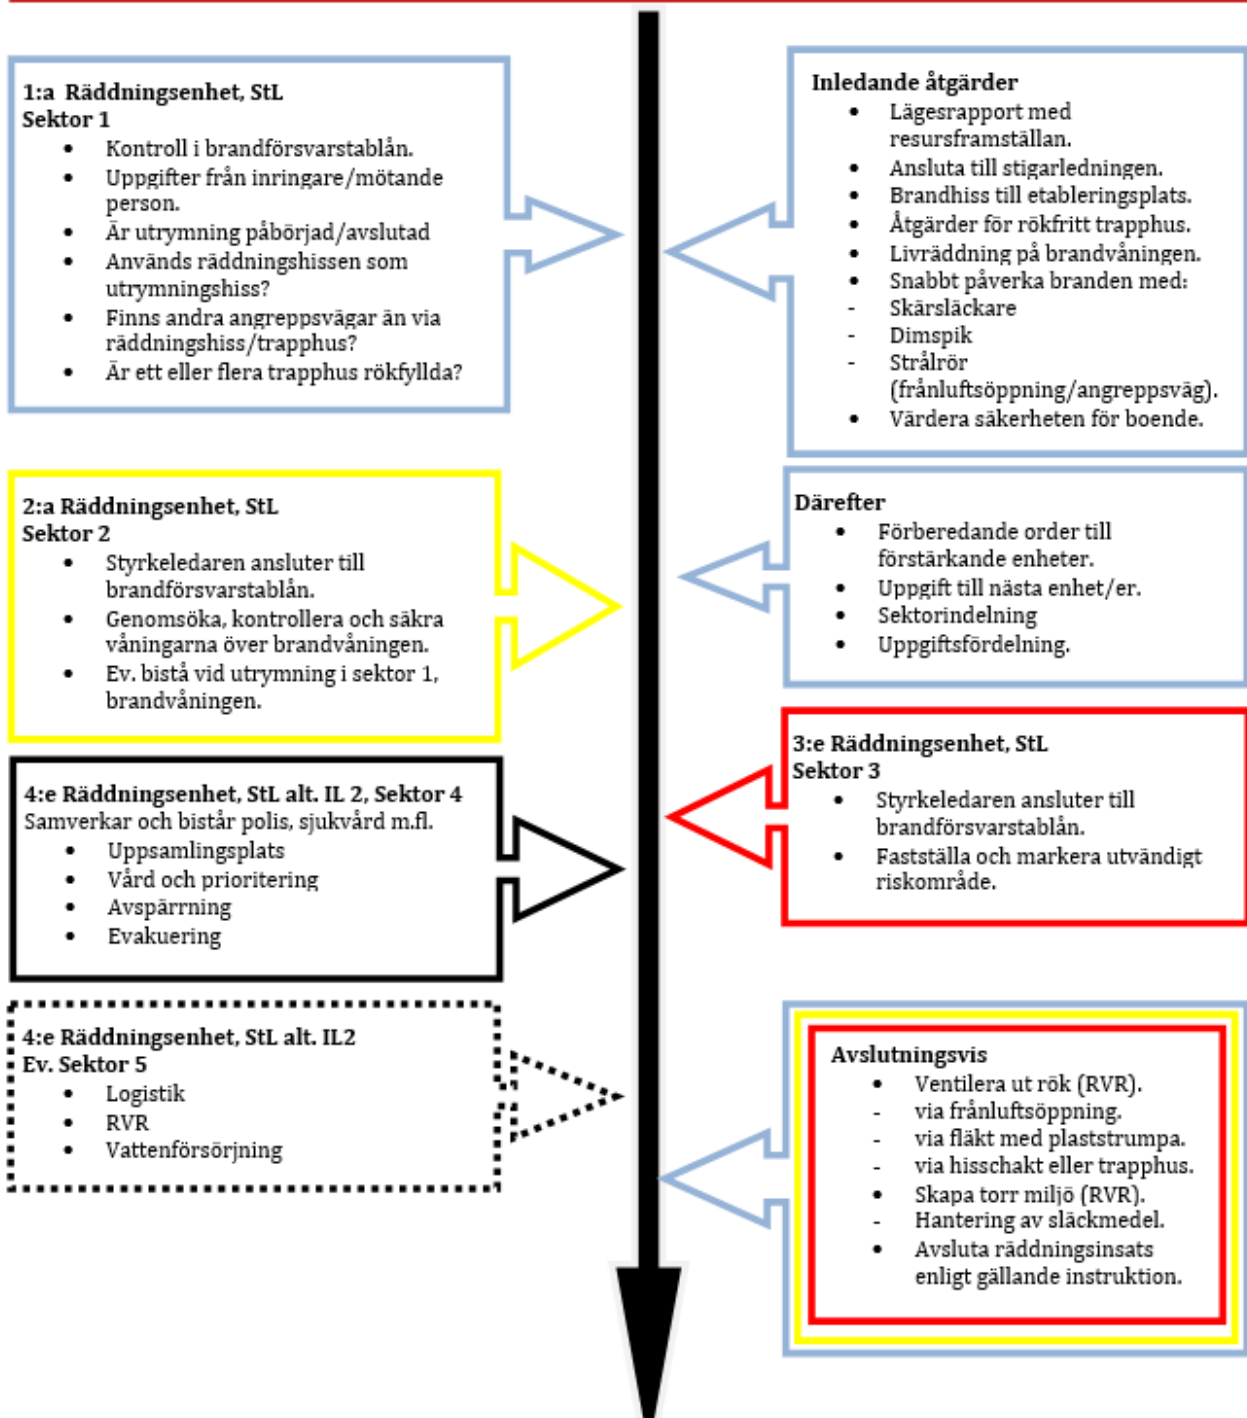 1:a  Räddningsenhet, StL
Sektor 1
• Kontroll i brandförsvarstablån.
• Uppgifter från inringare/mötande
person.
• Är utrymning påbörjad/avslutad
• Används räddningshissen som
utrymningshiss?
• Finns andra angreppsvägar än via
räddningshiss/trapphus?
• Är ett eller flera trapphus rökfyllda?
Inledande åtgärder
• Lägesrapport med
resursframställan.
• Ansluta till stigarledningen.
• Brandhiss till etableringsplats.
• Åtgärder för rökfritt trapphus.
• Livräddning på brandvåningen.
• Snabbt påverka branden med:
- Skärsläckare
- Dimspik
- Strålrör
(frånluftsöppning/angreppsväg).
• Värdera säkerheten för boende.
2:a Räddningsenhet, StL
Sektor 2
• Styrkeledaren ansluter till
brandförsvarstablån.
• Genomsöka, kontrollera och säkra
våningarna över brandvåningen.
• Ev. bistå vid utrymning i sektor 1,
brandvåningen.
Därefter
• Förberedande order till
förstärkande enheter.
• Uppgift till nästa enhet/er.
• Sektorindelning
• Uppgiftsfördelning.
3:e Räddningsenhet, StL
Sektor 3
• Styrkeledaren ansluter till
brandförsvarstablån.
• Fastställa och markera utvändigt
riskområde.
4:e Räddningsenhet, StL alt. IL 2, Sektor 4
Samverkar och bistår polis, sjukvård m.fl.
• Uppsamlingsplats
• Vård och prioritering
• Avspärrning
• Evakuering
4:e Räddningsenhet, StL alt. IL2
Ev. Sektor 5
• Logistik
• RVR
• Vattenförsörjning
Avslutningsvis
• Ventilera ut rök (RVR).
- via frånluftsöppning.
- via fläkt med plaststrumpa.
- via hisschakt eller trapphus.
• Skapa torr miljö (RVR).
- Hantering av släckmedel.
• Avsluta räddningsinsats
enligt gällande instruktion.